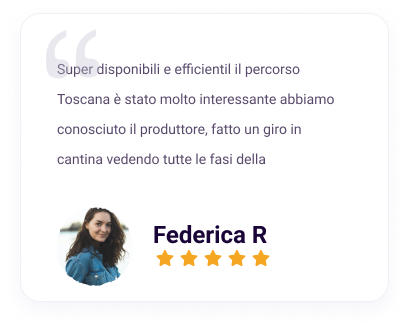 Super disponibili e efficientil il percorso
Toscana è stato molto interessante abbiamo
conosciuto il produttore, fatto un giro in
cantina vedendo tutte le fasi della
Federica R